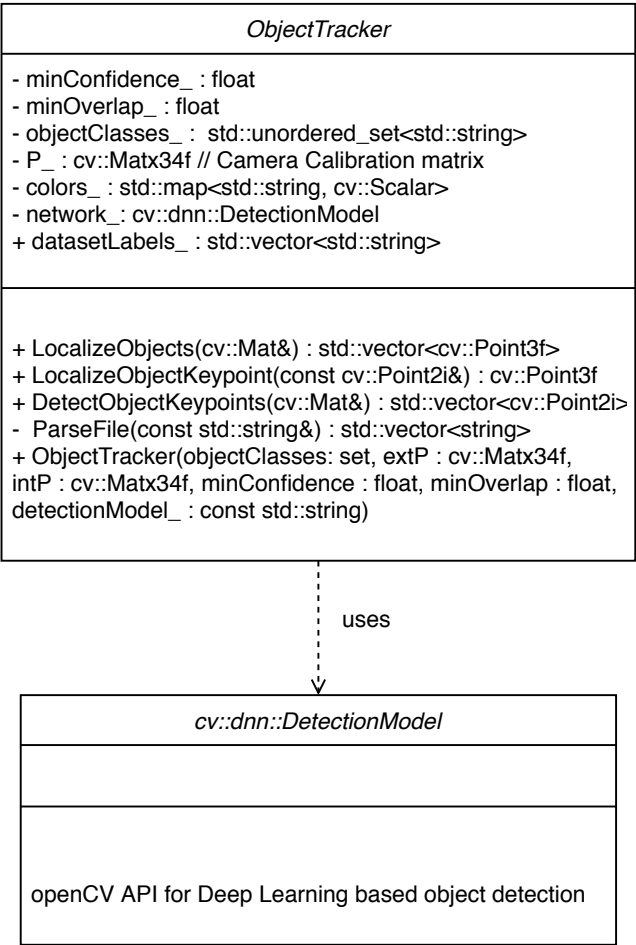 ObjectTracker
- minConfidence_ : float
- minOverlap_ : float
- objectClasses_ :  std::unordered_set<std::string>
- P_ : cv::Matx34f // Camera Calibration matrix
- colors_ : std::map<std::string, cv::Scalar>
- network_: cv::dnn::DetectionModel
+ datasetLabels_ : std::vector<std::string>
+ LocalizeObjects(cv::Mat&) : std::vector<cv::Point3f>
+ LocalizeObjectKeypoint(const cv::Point2i&) : cv::Point3f
+ DetectObjectKeypoints(cv::Mat&) : std::vector<cv::Point2i>
-  ParseFile(const std::string&) : std::vector<string>
+ ObjectTracker(objectClasses: set, extP : cv::Matx34f,
intP : cv::Matx34f, minConfidence : float, minOverlap : float,
detectionModel_ : const std::string)
uses
cv::dnn::DetectionModel
openCV API for Deep Learning based object detection